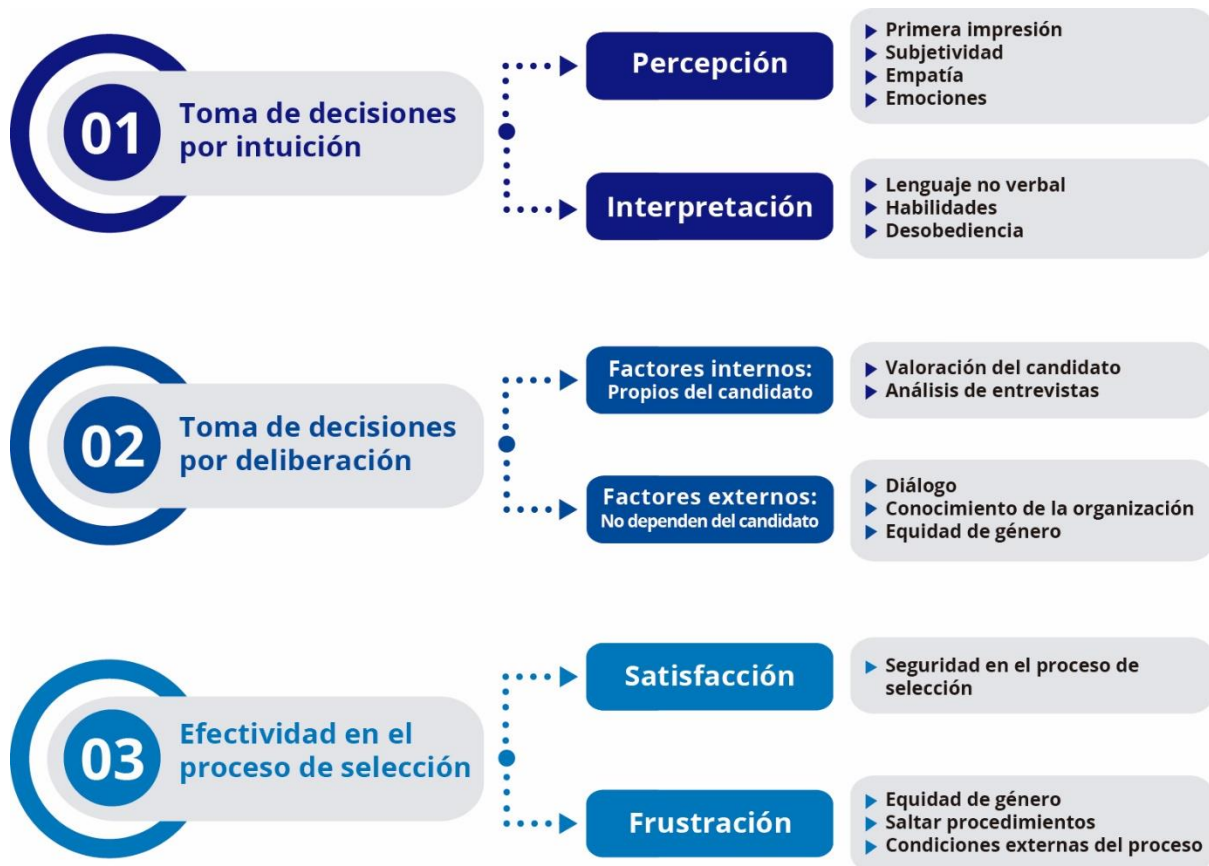 01
Toma de decisiones
por intuición
Percepción
Primera impresión
Subjetividad
Empatía
Emociones
Interpretación
Lenguaje no verbal
Habilidades
Desobediencia
02
Toma de decisiones
por deliberación
Factores internos:
Propios del candidato
Valoración del candidato
Análisis de entrevistas
Factores externos:
No dependen del candidato
Diálogo
Conocimiento de la organización
Equidad de género
03
Efectividad en el
proceso de selección
Satisfacción
Seguridad en el proceso de
selección
Frustración
Equidad de género
Saltar procedimientos
Condiciones externas del proceso